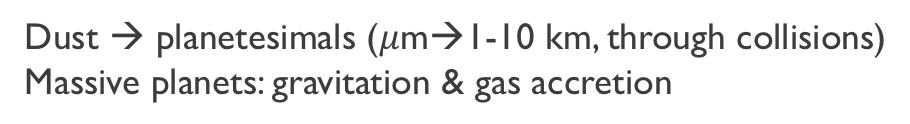 Dust → planetesimals (μm→1-10 km, through collisions)
Massive planets: gravitation & gas accretion